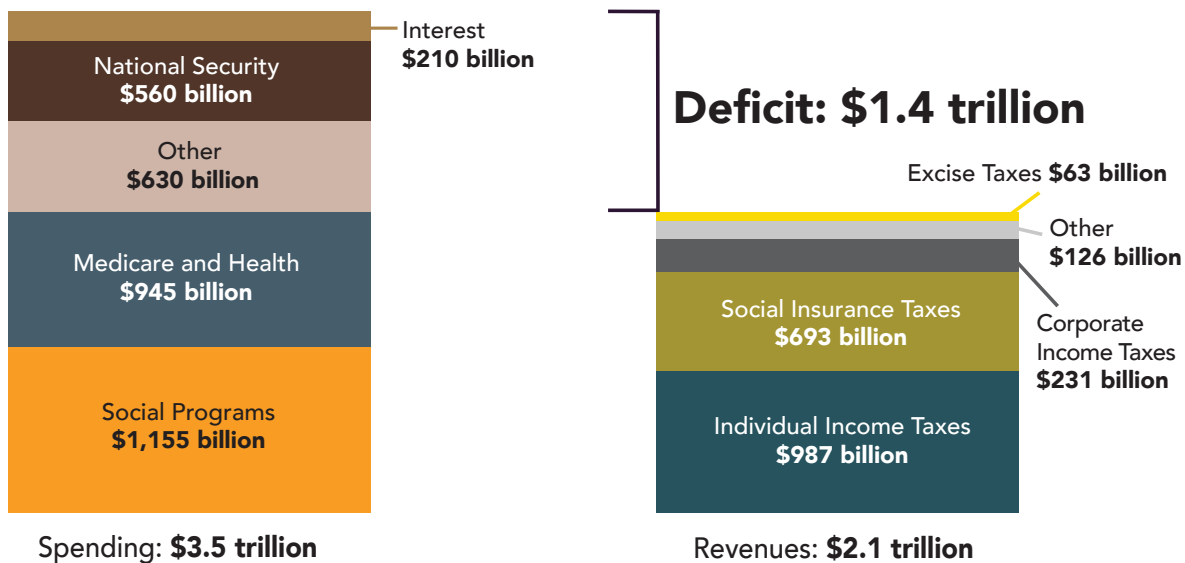 Interest
$210 billion
National Security
$560 billion
Other
$630 billion
Medicare and Health
$945 billion
Social Programs
$1,155 billion
Spending: $3.5 trillion
Deficit: $1.4 trillion
Excise Taxes $63 billion
Other
$126 billion
Corporate
Income Taxes
$231 billion
Social Insurance Taxes
$693 billion
Individual Income Taxes
$987 billion
Revenues: $2.1 trillion